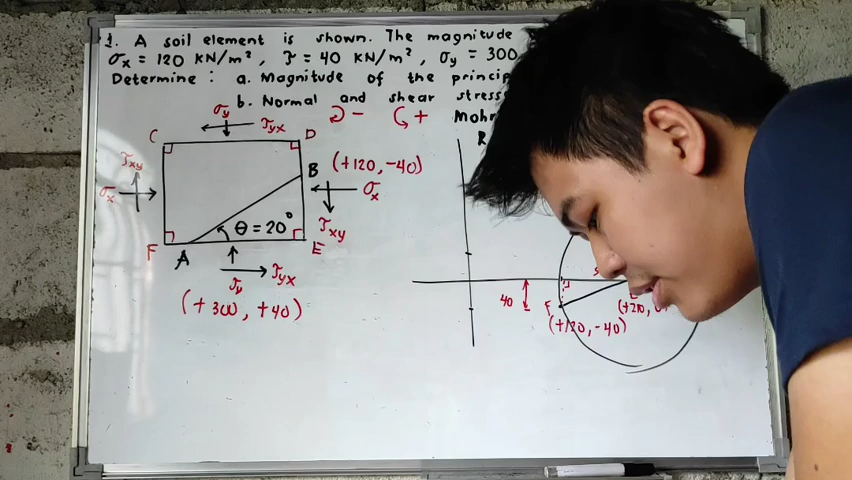 1. A soil element is shown. The magnitude
σx = 120 KN/m², τ = 40 KN/m², σy = 300
Determine : a. Magnitude of the princip
b. Normal and shear stress
− + Mohr
σy
τyx
C D
τxy B (+120, -40)
σx σx
θ = 20°
τxy
F A E
σy τyx
(+300, +40)
40 F
(+120, -40)
(+210, 0)